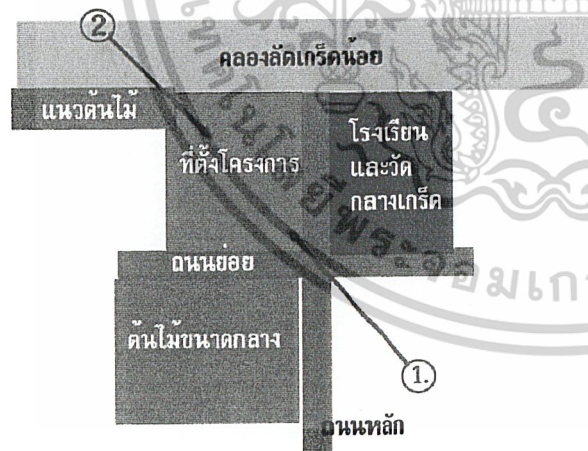 ②
คลองลัดเกร็ดน้อย
แนวต้นไม้
ที่ตั้งโครงการ
โรงเรียน
และวัด
กลางเกร็ด
ถนนย่อย
ต้นไม้ขนาดกลาง
①.
ถนนหลัก